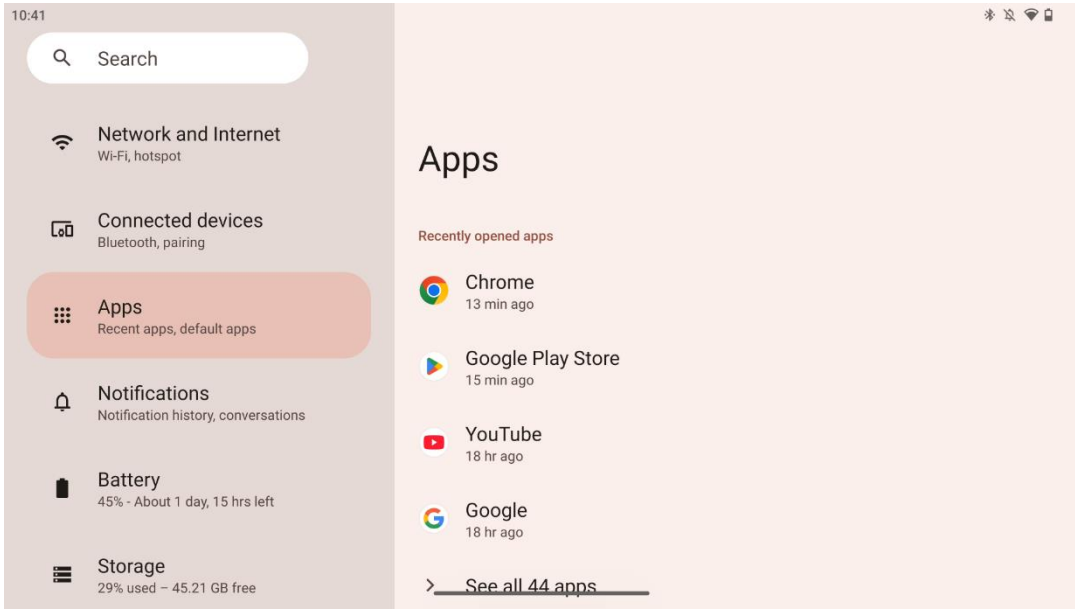 10:41
Search
Network and Internet
Wi-Fi, hotspot
Connected devices
Bluetooth, pairing
Apps
Recent apps, default apps
Notifications
Notification history, conversations
Battery
45% - About 1 day, 15 hrs left
Storage
29% used – 45.21 GB free
Apps
Recently opened apps
Chrome
13 min ago
Google Play Store
15 min ago
YouTube
18 hr ago
Google
18 hr ago
See all 44 apps